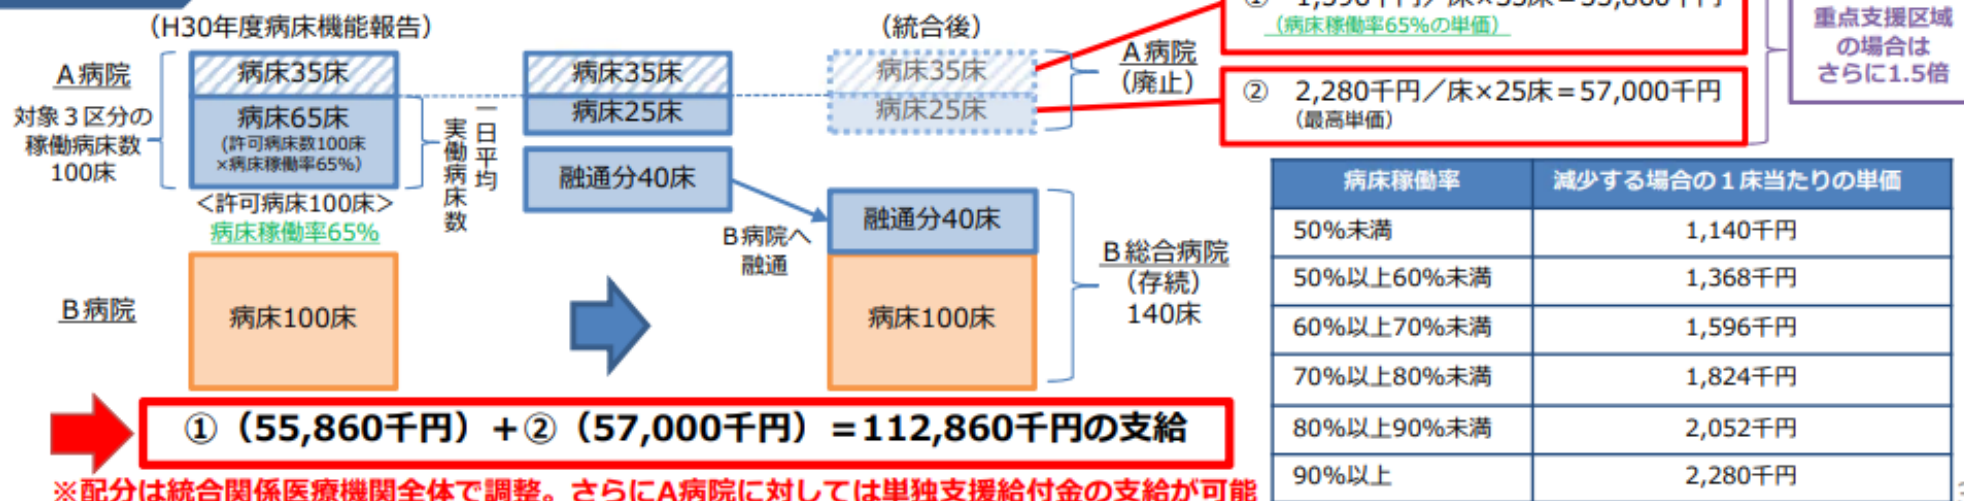 (H30年度病床機能報告)
A病院
対象3区分の
稼働病床数
100床
病床35床
病床65床
(許可病床数100床
×病床稼働率65%)
<許可病床100床>
病床稼働率65%
一日平均
実働病床数
B病院
病床100床
病床35床
病床25床
融通分40床
B病院へ
融通
(統合後)
病床35床
病床25床
A病院
(廃止)
融通分40床
病床100床
B総合病院
(存続)
140床
(病床稼働率65%の単価)
② 2,280千円/床×25床=57,000千円
(最高単価)
重点支援区域
の場合は
さらに1.5倍
病床稼働率 減少する場合の1床当たりの単価
50%未満 1,140千円
50%以上60%未満 1,368千円
60%以上70%未満 1,596千円
70%以上80%未満 1,824千円
80%以上90%未満 2,052千円
90%以上 2,280千円
①(55,860千円)+②(57,000千円)=112,860千円の支給
※配分は統合関係医療機関全体で調整。さらにA病院に対しては単独支援給付金の支給が可能